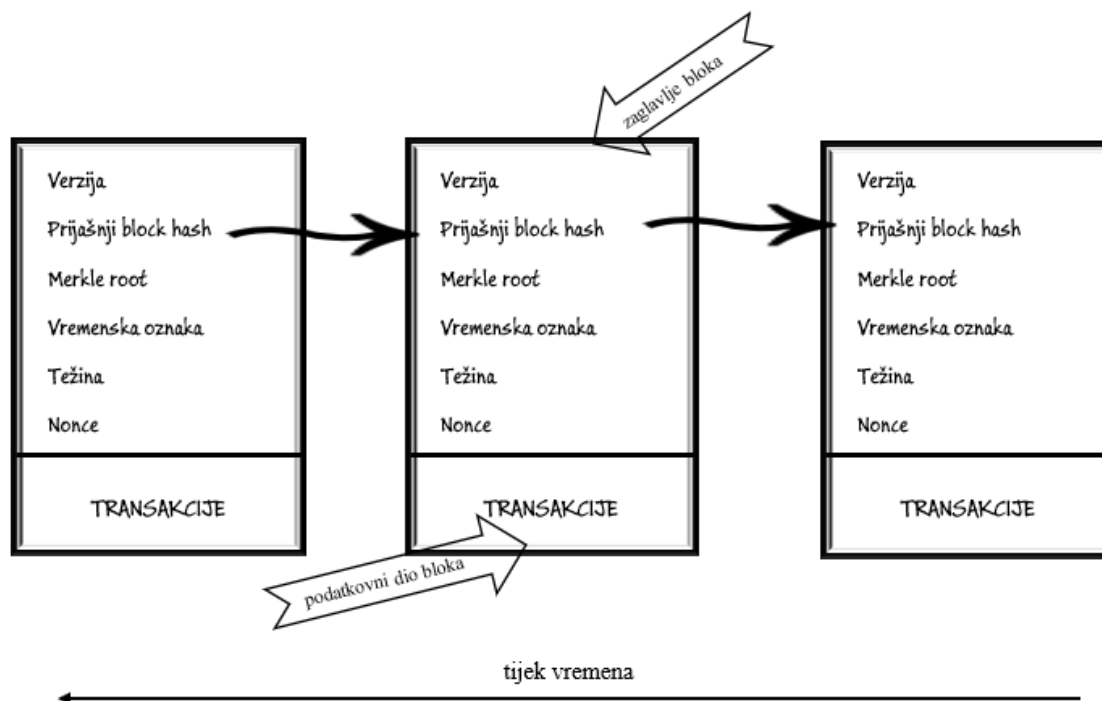 zaglavlje bloka
Verzija
Prijašnji block hash
Merkle root
Vremenska oznaka
Težina
Nonce
TRANSAKCIJE
Verzija
Prijašnji block hash
Merkle root
Vremenska oznaka
Težina
Nonce
TRANSAKCIJE
Verzija
Prijašnji block hash
Merkle root
Vremenska oznaka
Težina
Nonce
TRANSAKCIJE
podatkovni dio bloka
tijek vremena